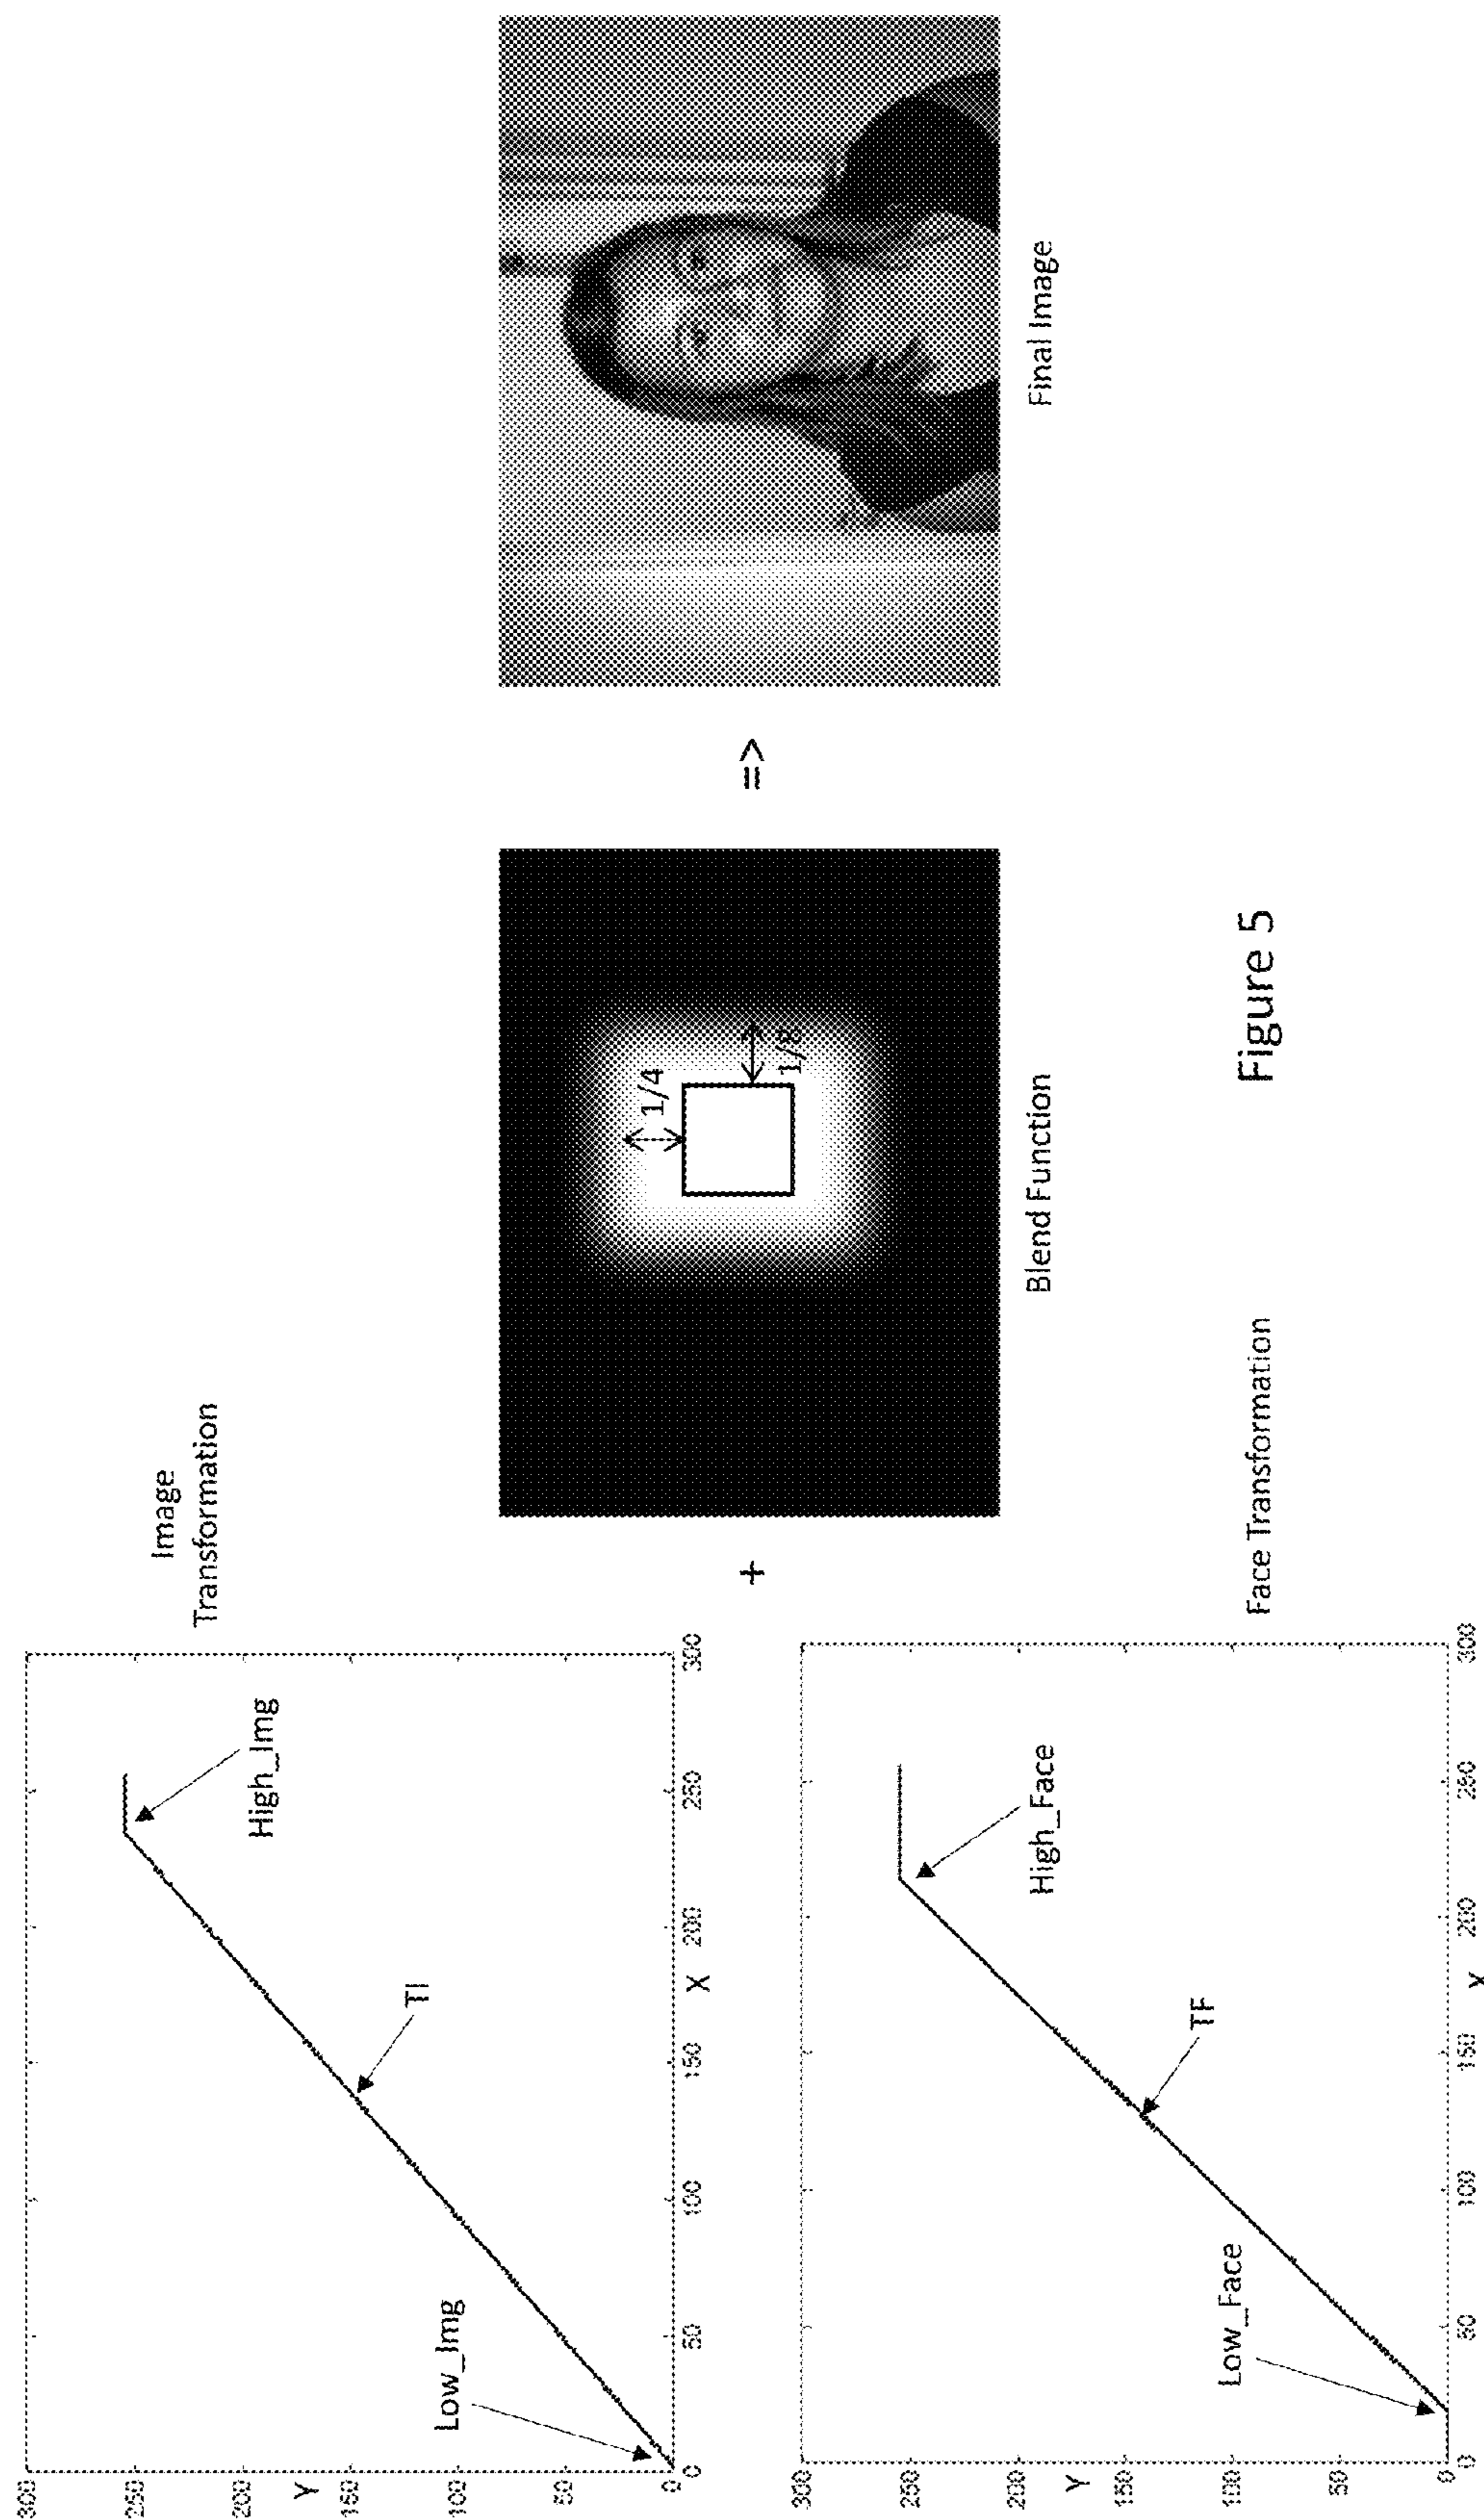 Image
Transformation
300
250
200
150
100
50
0
Y
0
50
100
150
200
250
300
X
Low_Img
TI
High_Img
Face Transformation
300
250
200
150
100
50
0
Y
0
50
100
150
200
250
300
X
Low_Face
TF
High_Face
+
1/4
1/8
Blend Function
=>
Final Image
Figure 5